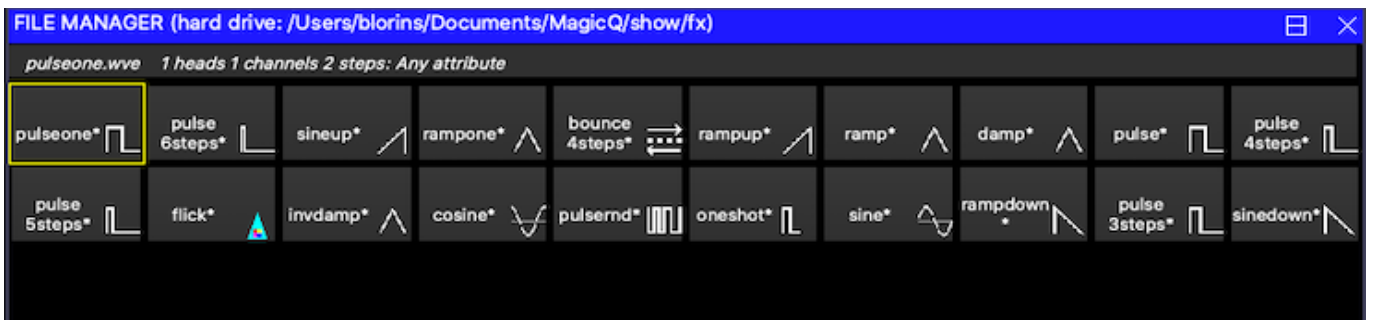 FILE MANAGER (hard drive: /Users/blorins/Documents/MagicQ/show/fx)
pulseone.wve 1 heads 1 channels 2 steps: Any attribute
pulseone*
pulse
6steps*
sineup*
rampone*
bounce
4steps*
rampup*
ramp*
damp*
pulse*
pulse
4steps*
pulse
5steps*
flick*
invdamp*
cosine*
pulsernd*
oneshot*
sine*
rampdown
*
pulse
3steps*
sinedown*